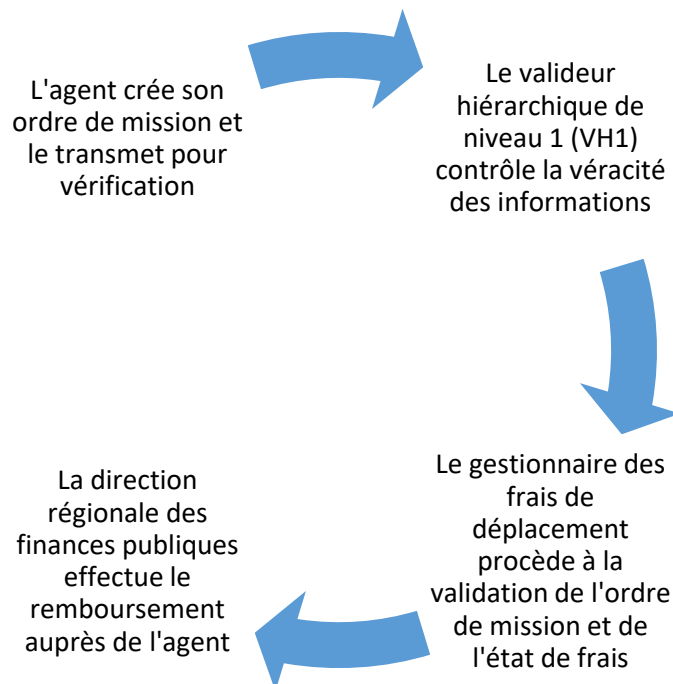 L'agent crée son
ordre de mission et
le transmet pour
vérification
Le valideur
hiérarchique de
niveau 1 (VH1)
contrôle la véracité
des informations
Le gestionnaire des
frais de
déplacement
procède à la
validation de l'ordre
de mission et de
l'état de frais
La direction
régionale des
finances publiques
effectue le
remboursement
auprès de l'agent